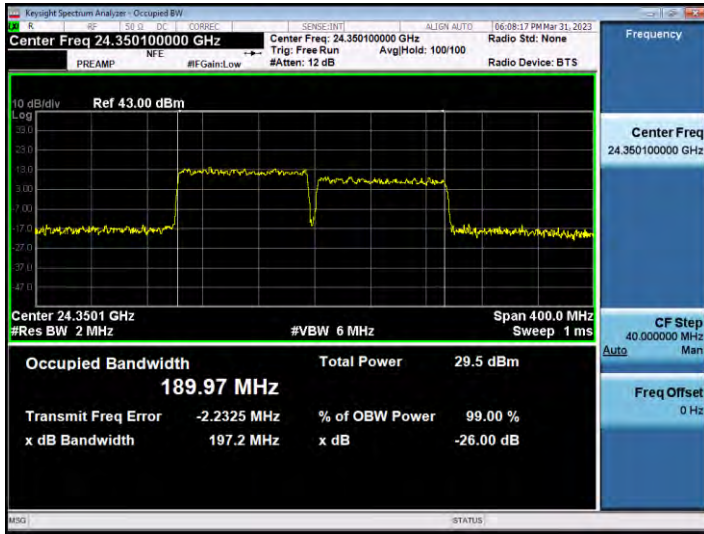 Keysight Spectrum Analyzer - Occupied BW
R RF 50 Ω DC CORREC SENSE:INT ALIGN AUTO 06:08:17 PM Mar 31, 2023
Center Freq 24.350100000 GHz Center Freq: 24.350100000 GHz Radio Std: None
NFE Trig: Free Run Avg|Hold: 100/100
PREAMP #IFGain:Low #Atten: 12 dB Radio Device: BTS
Frequency
10 dB/div Ref 43.00 dBm
Log
39.0
23.0
13.0
3.00
-7.00
-17.0
-27.0
-37.0
-47.0
Center 24.3501 GHz Span 400.0 MHz
#Res BW 2 MHz #VBW 6 MHz Sweep 1 ms
Occupied Bandwidth Total Power 29.5 dBm
189.97 MHz
Transmit Freq Error -2.2325 MHz % of OBW Power 99.00 %
x dB Bandwidth 197.2 MHz x dB -26.00 dB
Center Freq
24.350100000 GHz
CF Step
40.000000 MHz
Auto Man
Freq Offset
0 Hz
MSG STATUS